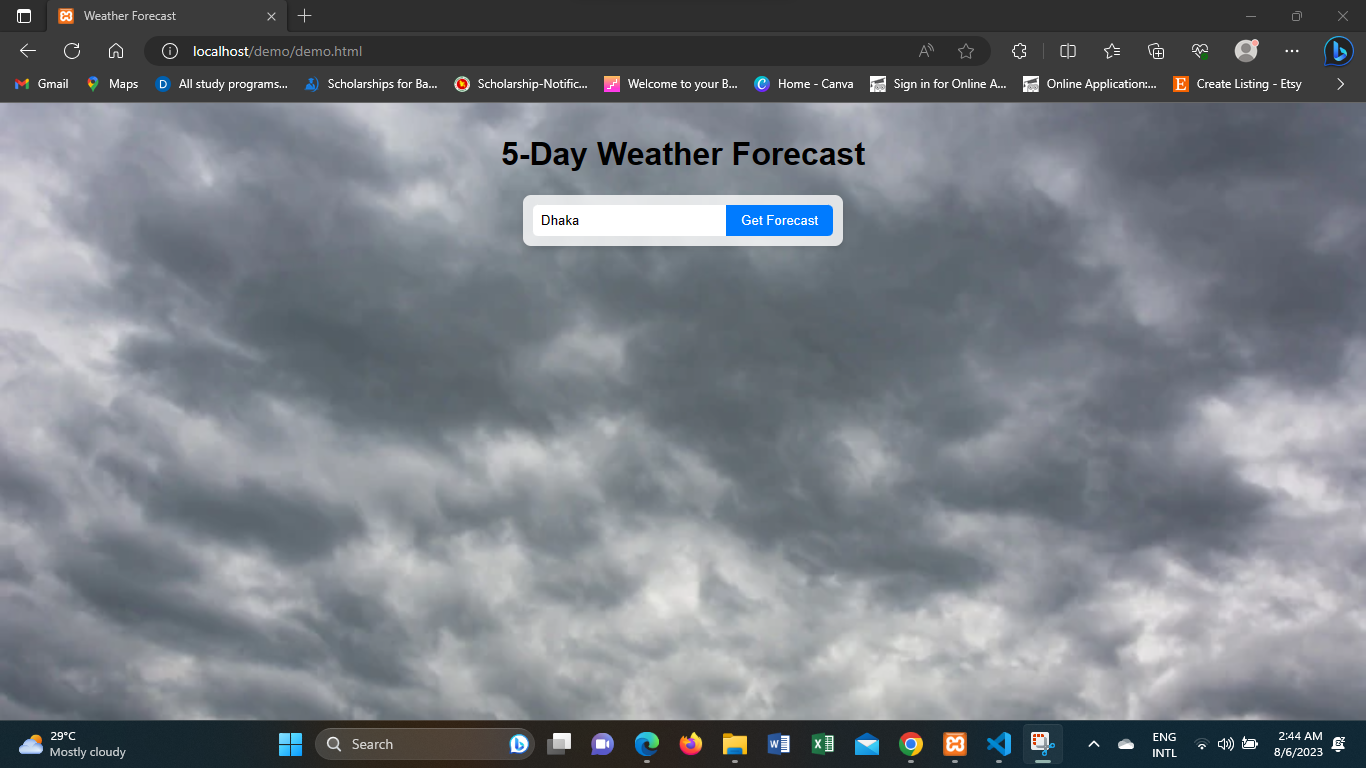 Weather Forecast
localhost/demo/demo.html
Gmail
Maps
D
All study programs...
Scholarships for Ba...
Scholarship-Notific...
Welcome to your B...
C
Home - Canva
Sign in for Online A...
Online Application:...
E
Create Listing - Etsy
5-Day Weather Forecast
Dhaka
Get Forecast
29°C
Mostly cloudy
Search
ENG
INTL
2:44 AM
8/6/2023